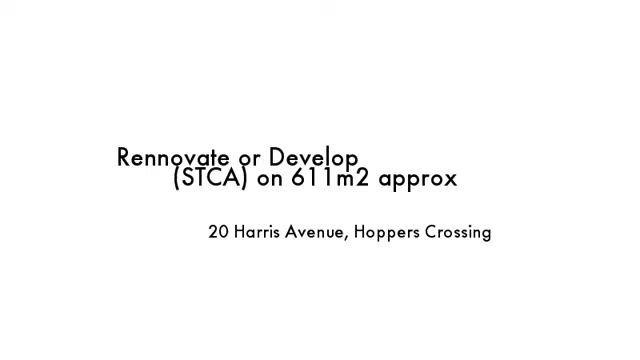 Rennovate or Develop
(STCA) on 611m2 approx
20 Harris Avenue, Hoppers Crossing